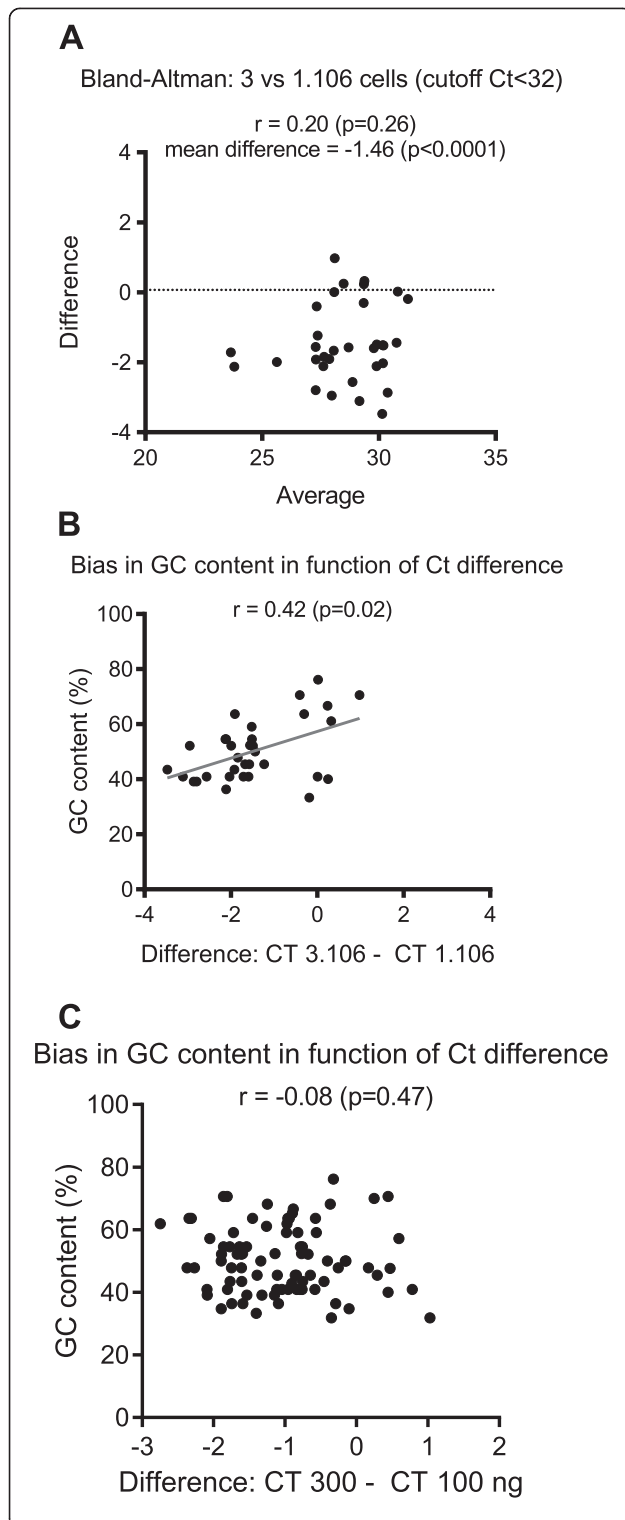 A
Bland-Altman: 3 vs 1.106 cells (cutoff Ct<32)
r = 0.20 (p=0.26)
mean difference = -1.46 (p<0.0001)
4
2
0
-2
-4
Difference
20 25 30 35
Average
B
Bias in GC content in function of Ct difference
r = 0.42 (p=0.02)
100
80
60
40
20
0
GC content (%)
-4 -2 0 2 4
Difference: CT 3.106 - CT 1.106
C
Bias in GC content in function of Ct difference
r = -0.08 (p=0.47)
100
80
60
40
20
0
GC content (%)
-3 -2 -1 0 1 2
Difference: CT 300 - CT 100 ng